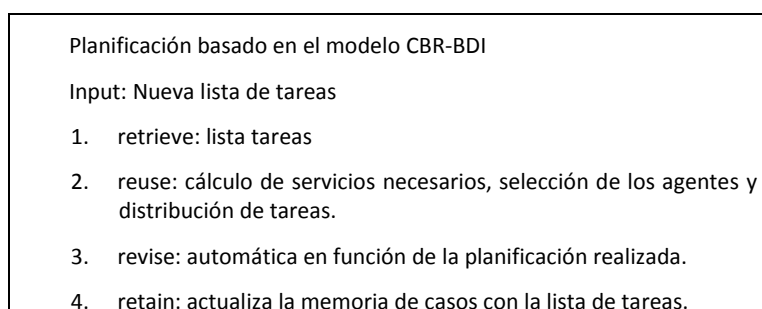 Planificación basado en el modelo CBR-BDI
Input: Nueva lista de tareas
1. retrieve: lista tareas
2. reuse: cálculo de servicios necesarios, selección de los agentes y
distribución de tareas.
3. revise: automática en función de la planificación realizada.
4. retain: actualiza la memoria de casos con la lista de tareas.